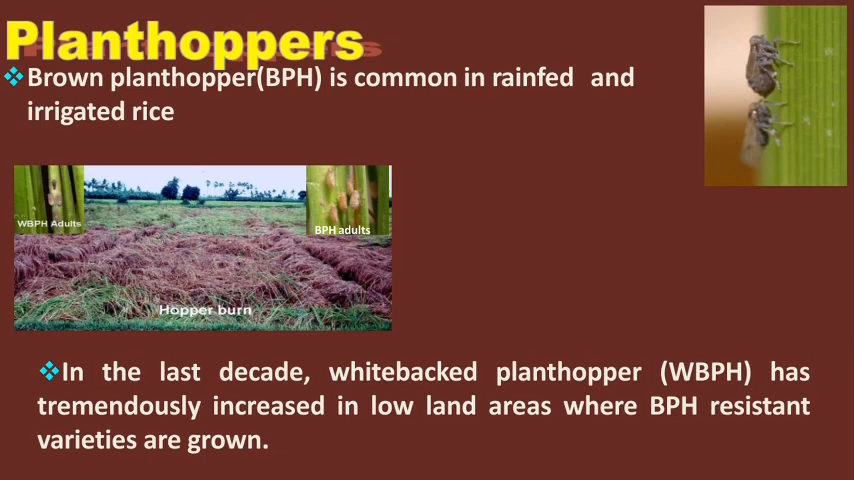 Planthoppers
❖Brown planthopper(BPH) is common in rainfed and
irrigated rice
WBPH Adults
BPH adults
Hopper burn
❖In the last decade, whitebacked planthopper (WBPH) has
tremendously increased in low land areas where BPH resistant
varieties are grown.